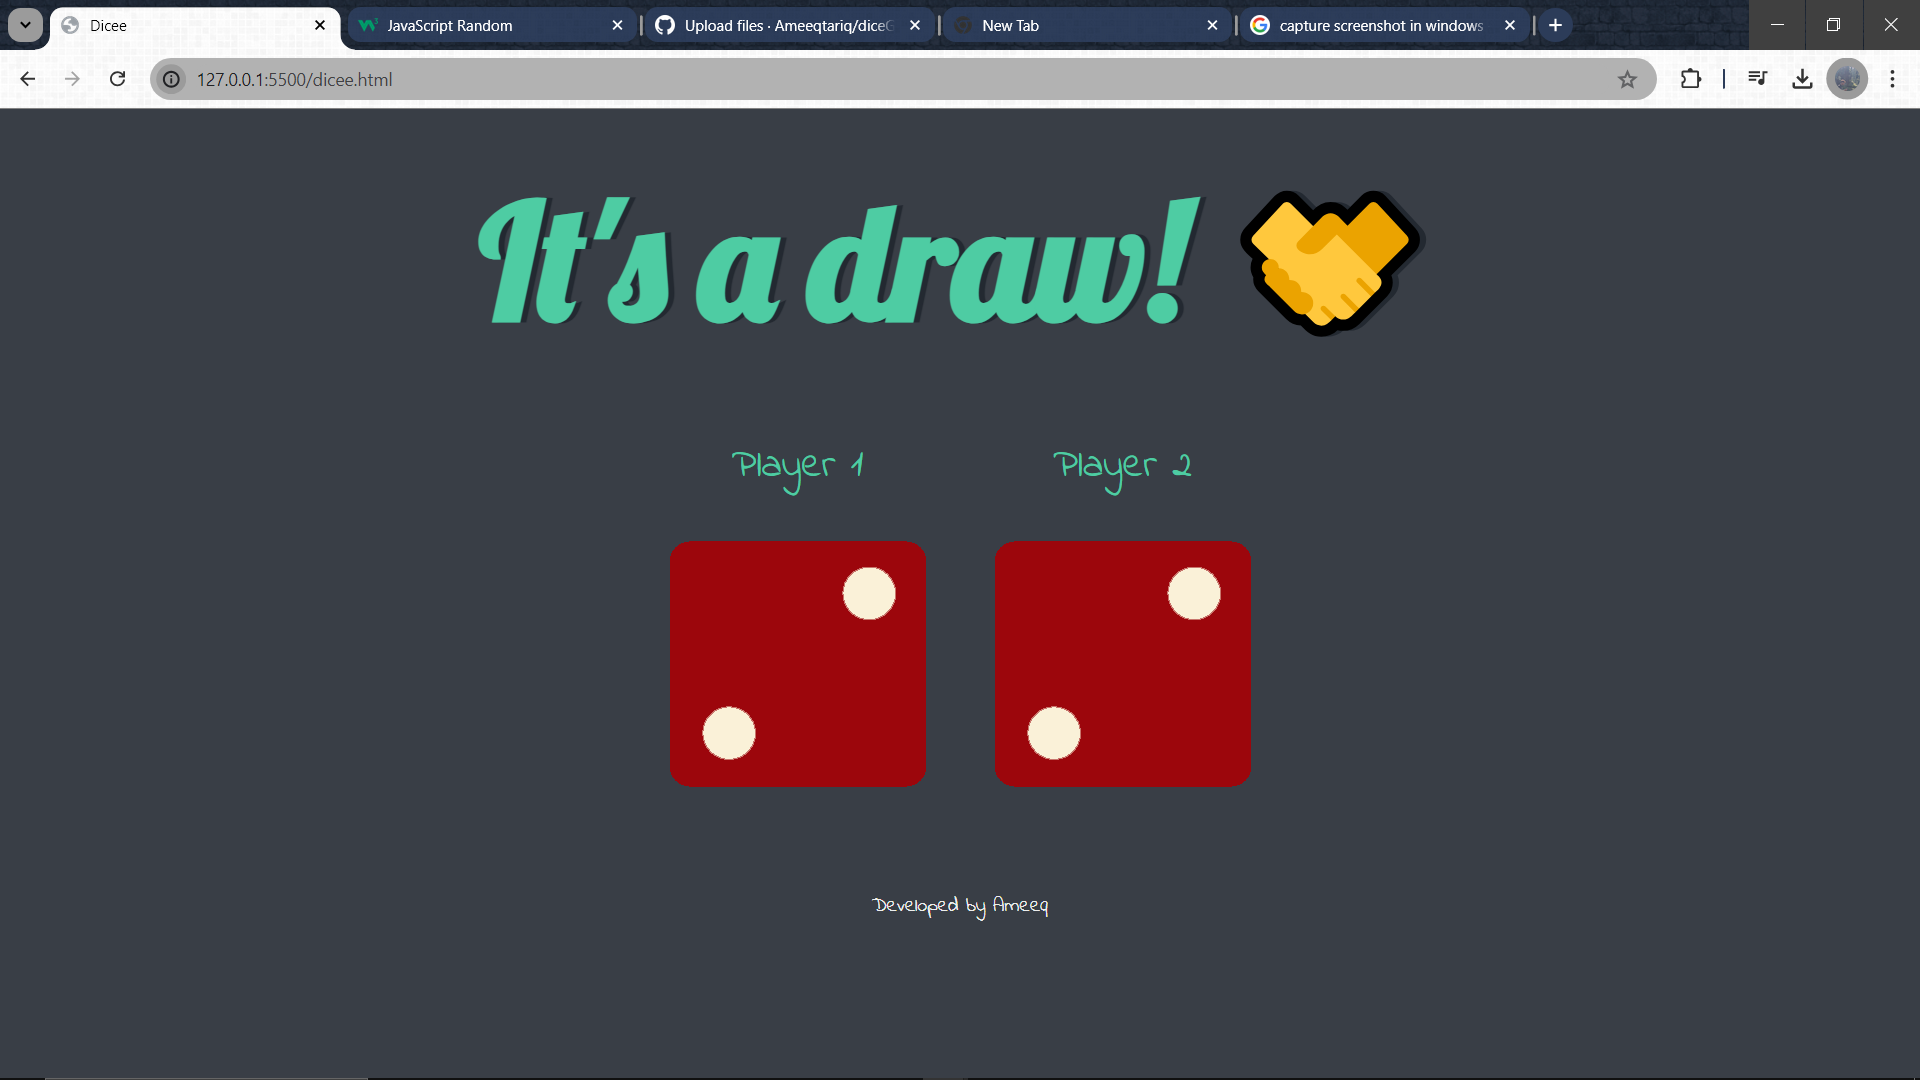 Dicee
JavaScript Random
Upload files · Ameeqtariq/dice
New Tab
capture screenshot in windows
127.0.0.1:5500/dicee.html
It's a draw! 🤝
Player 1
Player 2
Developed by Ameeq